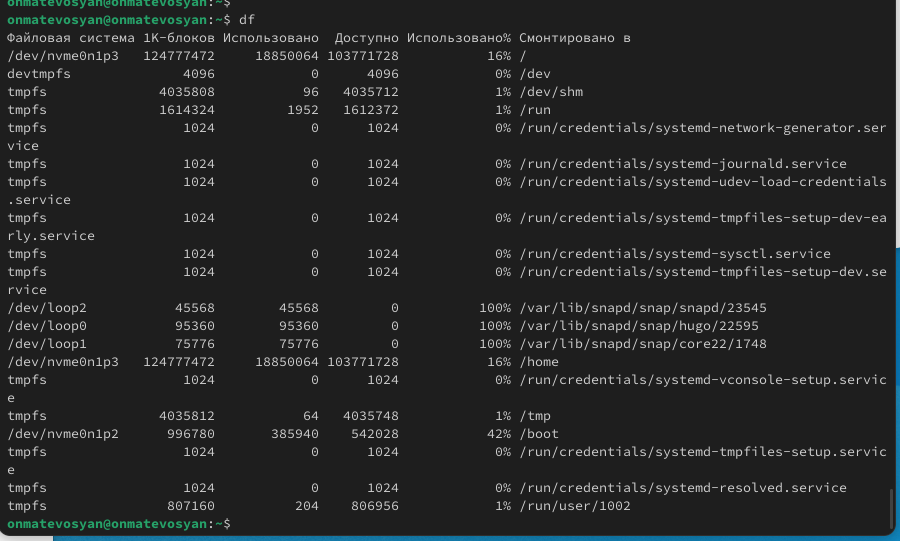 onmatevosyan@onmatevosyan:~$
onmatevosyan@onmatevosyan:~$ df
Файловая система 1K-блоков Использовано  Доступно Использовано% Смонтировано в
/dev/nvme0n1p3   124777472     18850064 103771728           16% /
devtmpfs              4096            0      4096            0% /dev
tmpfs              4035808           96   4035712            1% /dev/shm
tmpfs              1614324         1952   1612372            1% /run
tmpfs                 1024            0      1024            0% /run/credentials/systemd-network-generator.ser
vice
tmpfs                 1024            0      1024            0% /run/credentials/systemd-journald.service
tmpfs                 1024            0      1024            0% /run/credentials/systemd-udev-load-credentials
.service
tmpfs                 1024            0      1024            0% /run/credentials/systemd-tmpfiles-setup-dev-ea
rly.service
tmpfs                 1024            0      1024            0% /run/credentials/systemd-sysctl.service
tmpfs                 1024            0      1024            0% /run/credentials/systemd-tmpfiles-setup-dev.se
rvice
/dev/loop2           45568        45568         0          100% /var/lib/snapd/snap/snapd/23545
/dev/loop0           95360        95360         0          100% /var/lib/snapd/snap/hugo/22595
/dev/loop1           75776        75776         0          100% /var/lib/snapd/snap/core22/1748
/dev/nvme0n1p3   124777472     18850064 103771728           16% /home
tmpfs                 1024            0      1024            0% /run/credentials/systemd-vconsole-setup.servic
e
tmpfs              4035812           64   4035748            1% /tmp
/dev/nvme0n1p2      996780       385940    542028           42% /boot
tmpfs                 1024            0      1024            0% /run/credentials/systemd-tmpfiles-setup.servic
e
tmpfs                 1024            0      1024            0% /run/credentials/systemd-resolved.service
tmpfs               807160          204    806956            1% /run/user/1002
onmatevosyan@onmatevosyan:~$